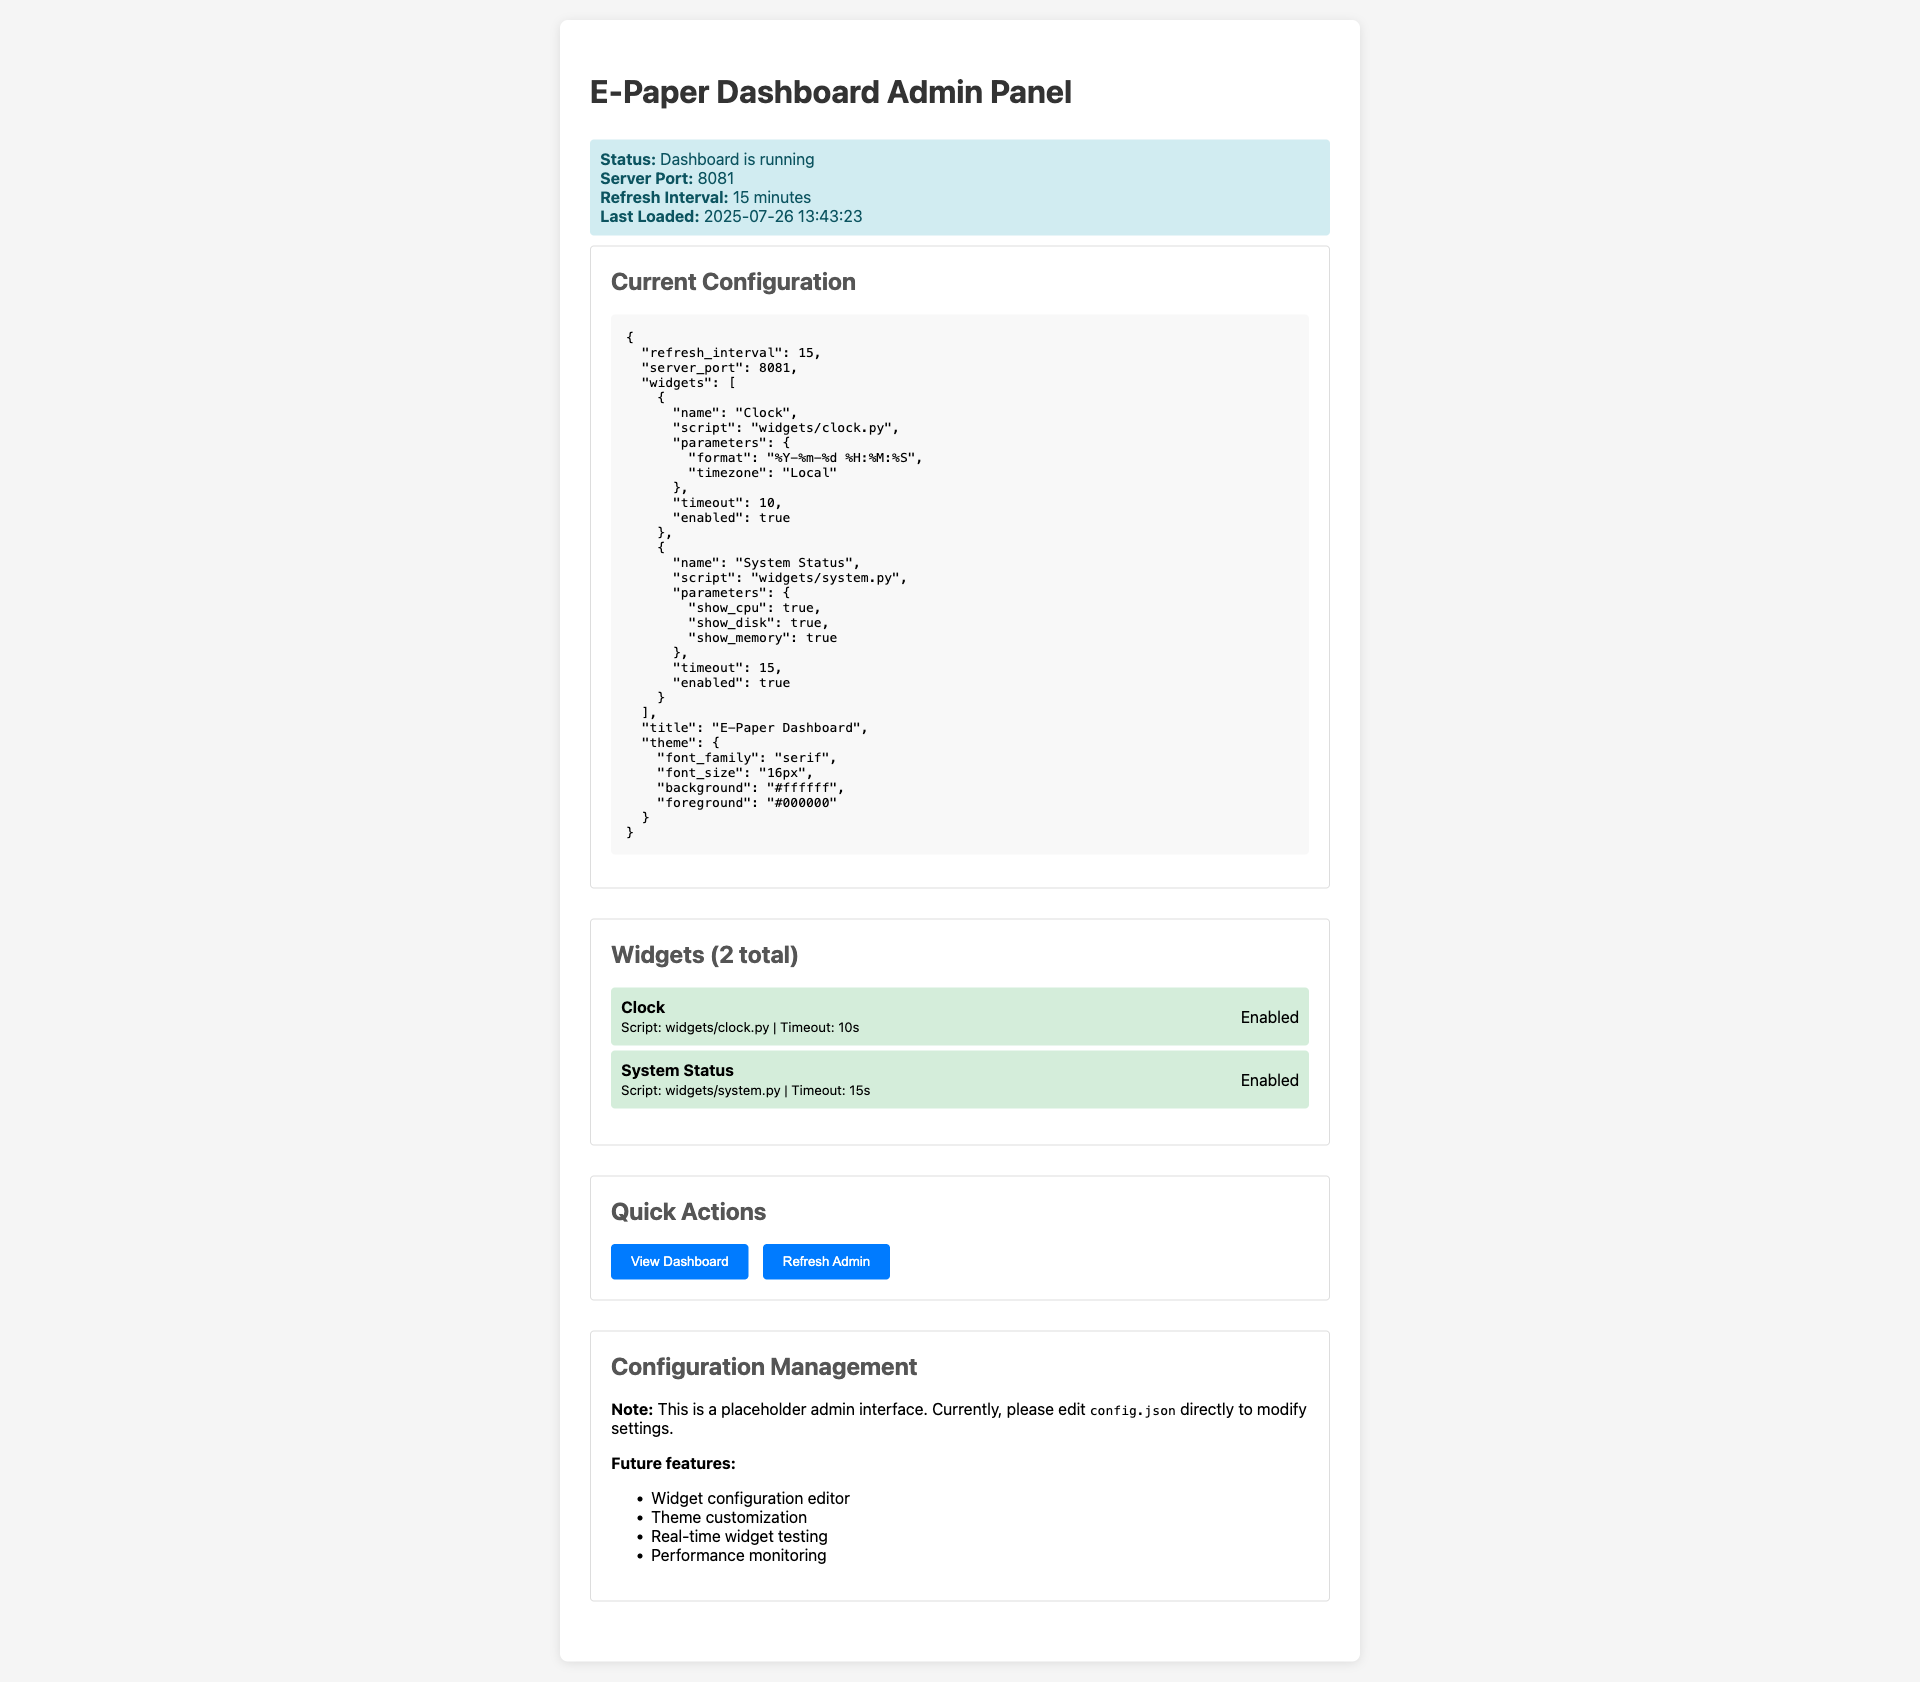 E-Paper Dashboard Admin Panel
Status: Dashboard is running
Server Port: 8081
Refresh Interval: 15 minutes
Last Loaded: 2025-07-26 13:43:23
Current Configuration
{
  "refresh_interval": 15,
  "server_port": 8081,
  "widgets": [
    {
      "name": "Clock",
      "script": "widgets/clock.py",
      "parameters": {
        "format": "%Y-%m-%d %H:%M:%S",
        "timezone": "Local"
      },
      "timeout": 10,
      "enabled": true
    },
    {
      "name": "System Status",
      "script": "widgets/system.py",
      "parameters": {
        "show_cpu": true,
        "show_disk": true,
        "show_memory": true
      },
      "timeout": 15,
      "enabled": true
    }
  ],
  "title": "E-Paper Dashboard",
  "theme": {
    "font_family": "serif",
    "font_size": "16px",
    "background": "#ffffff",
    "foreground": "#000000"
  }
}
Widgets (2 total)
Clock
Script: widgets/clock.py | Timeout: 10s
Enabled
System Status
Script: widgets/system.py | Timeout: 15s
Enabled
Quick Actions
View Dashboard
Refresh Admin
Configuration Management
Note: This is a placeholder admin interface. Currently, please edit config.json directly to modify
settings.
Future features:
• Widget configuration editor
• Theme customization
• Real-time widget testing
• Performance monitoring